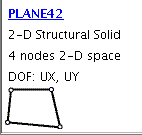 PLANE42
2-D Structural Solid
4 nodes 2-D space
DOF: UX, UY